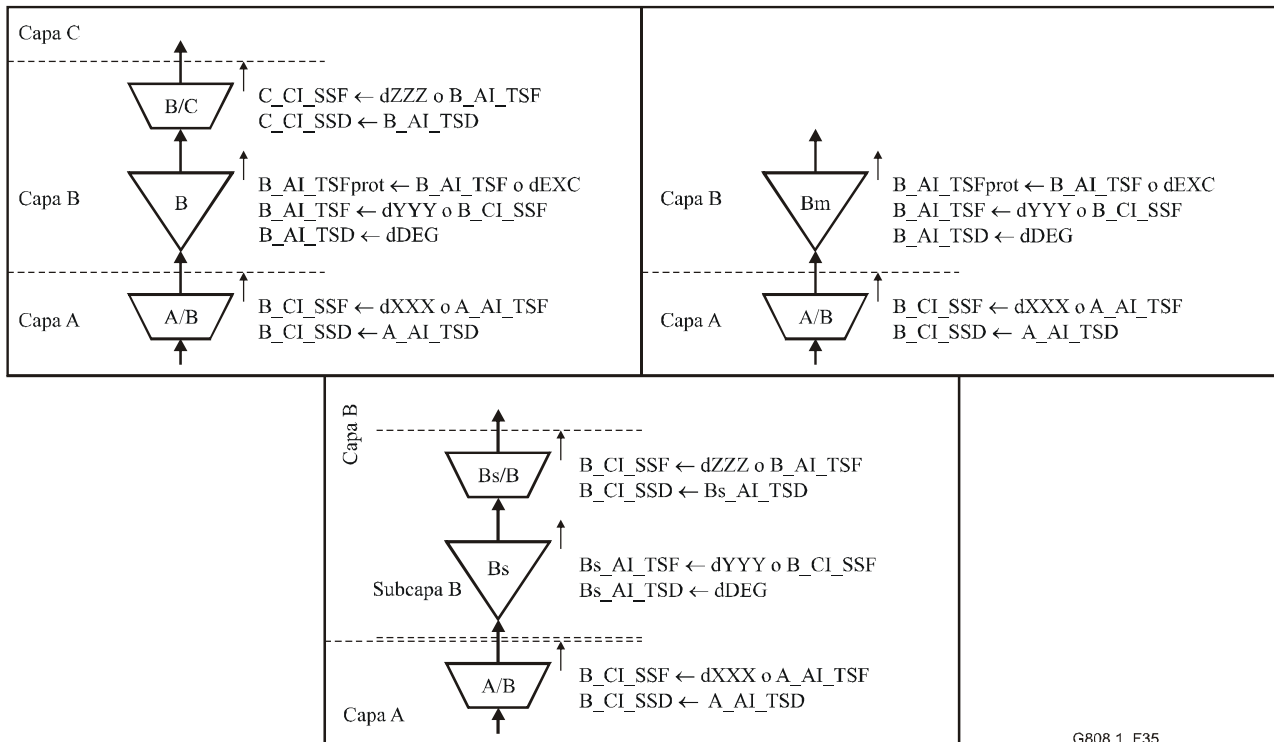 Capa C
B/C
C_CI_SSF ← dZZZ o B_AI_TSF
C_CI_SSD ← B_AI_TSD
Capa B
B
B_AI_TSFprot ← B_AI_TSF o dEXC
B_AI_TSF ← dYYY o B_CI_SSF
B_AI_TSD ← dDEG
Capa A
A/B
B_CI_SSF ← dXXX o A_AI_TSF
B_CI_SSD ← A_AI_TSD
Capa B
Bm
B_AI_TSFprot ← B_AI_TSF o dEXC
B_AI_TSF ← dYYY o B_CI_SSF
B_AI_TSD ← dDEG
Capa A
A/B
B_CI_SSF ← dXXX o A_AI_TSF
B_CI_SSD ← A_AI_TSD
Capa B
Bs/B
B_CI_SSF ← dZZZ o B_AI_TSF
B_CI_SSD ← Bs_AI_TSD
Subcapa B
Bs
Bs_AI_TSF ← dYYY o B_CI_SSF
Bs_AI_TSD ← dDEG
Capa A
A/B
B_CI_SSF ← dXXX o A_AI_TSF
B_CI_SSD ← A_AI_TSD
G808.1_F35